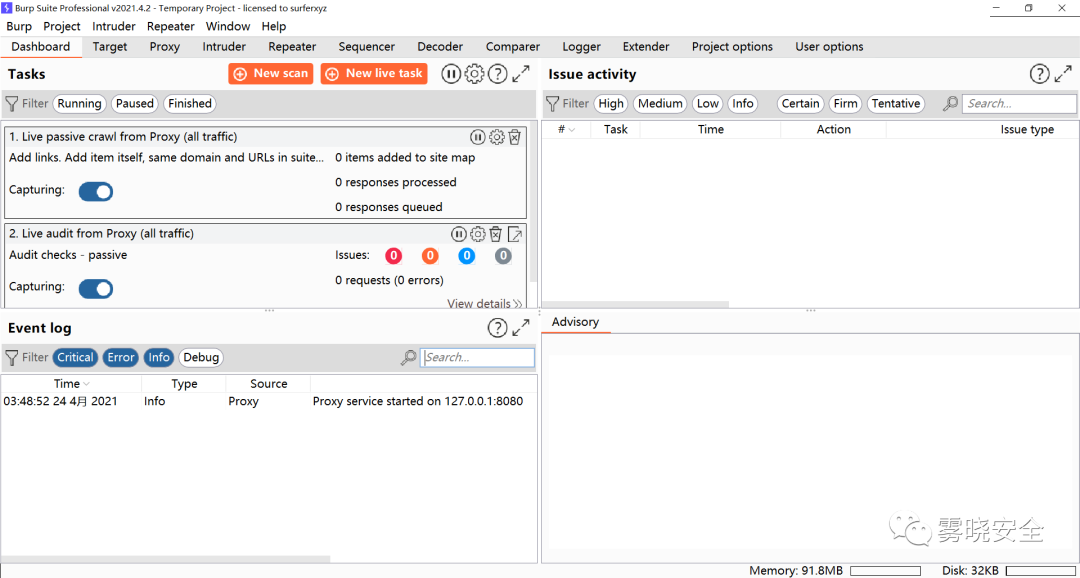 Burp Suite Professional v2021.4.2 - Temporary Project - licensed to surferxyz
Burp Project Intruder Repeater Window Help
Dashboard Target Proxy Intruder Repeater Sequencer Decoder Comparer Logger Extender Project options User options
Tasks
New scan
New live task
Filter Running Paused Finished
1. Live passive crawl from Proxy (all traffic)
Add links. Add item itself, same domain and URLs in suite...
0 items added to site map
0 responses processed
Capturing:
0 responses queued
2. Live audit from Proxy (all traffic)
Audit checks - passive
Issues: 0 0 0 0
0 requests (0 errors)
Capturing:
View details
Issue activity
Filter High Medium Low Info Certain Firm Tentative Search...
# Task Time Action Issue type
Event log
Filter Critical Error Info Debug Search...
Time Type Source
03:48:52 24 4月 2021 Info Proxy Proxy service started on 127.0.0.1:8080
Advisory
雾晓安全
Memory: 91.8MB Disk: 32KB